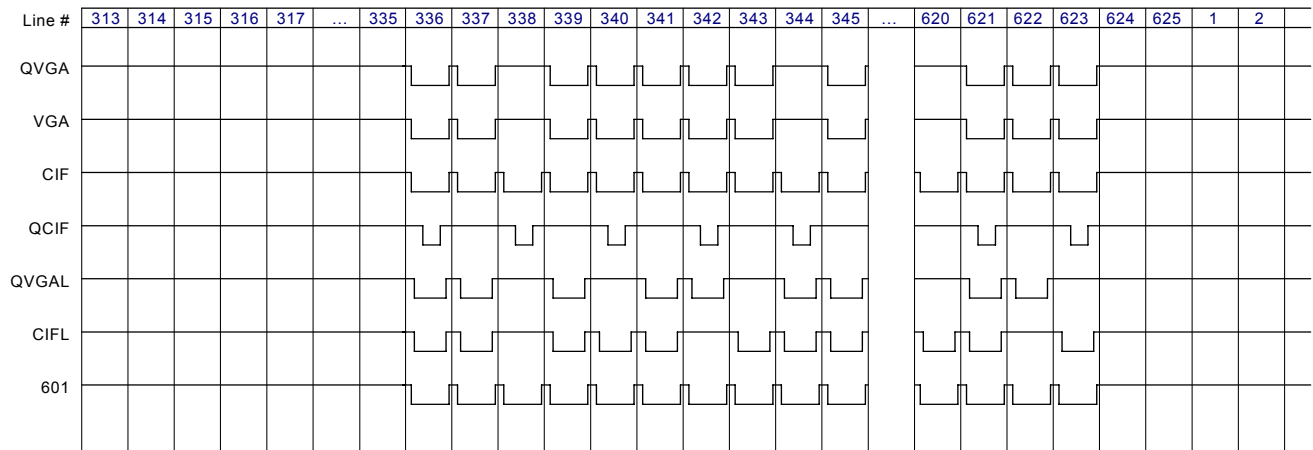 Line # 313 314 315 316 317 ... 335 336 337 338 339 340 341 342 343 344 345 ... 620 621 622 623 624 625 1 2
QVGA
VGA
CIF
QCIF
QVGAL
CIFL
601